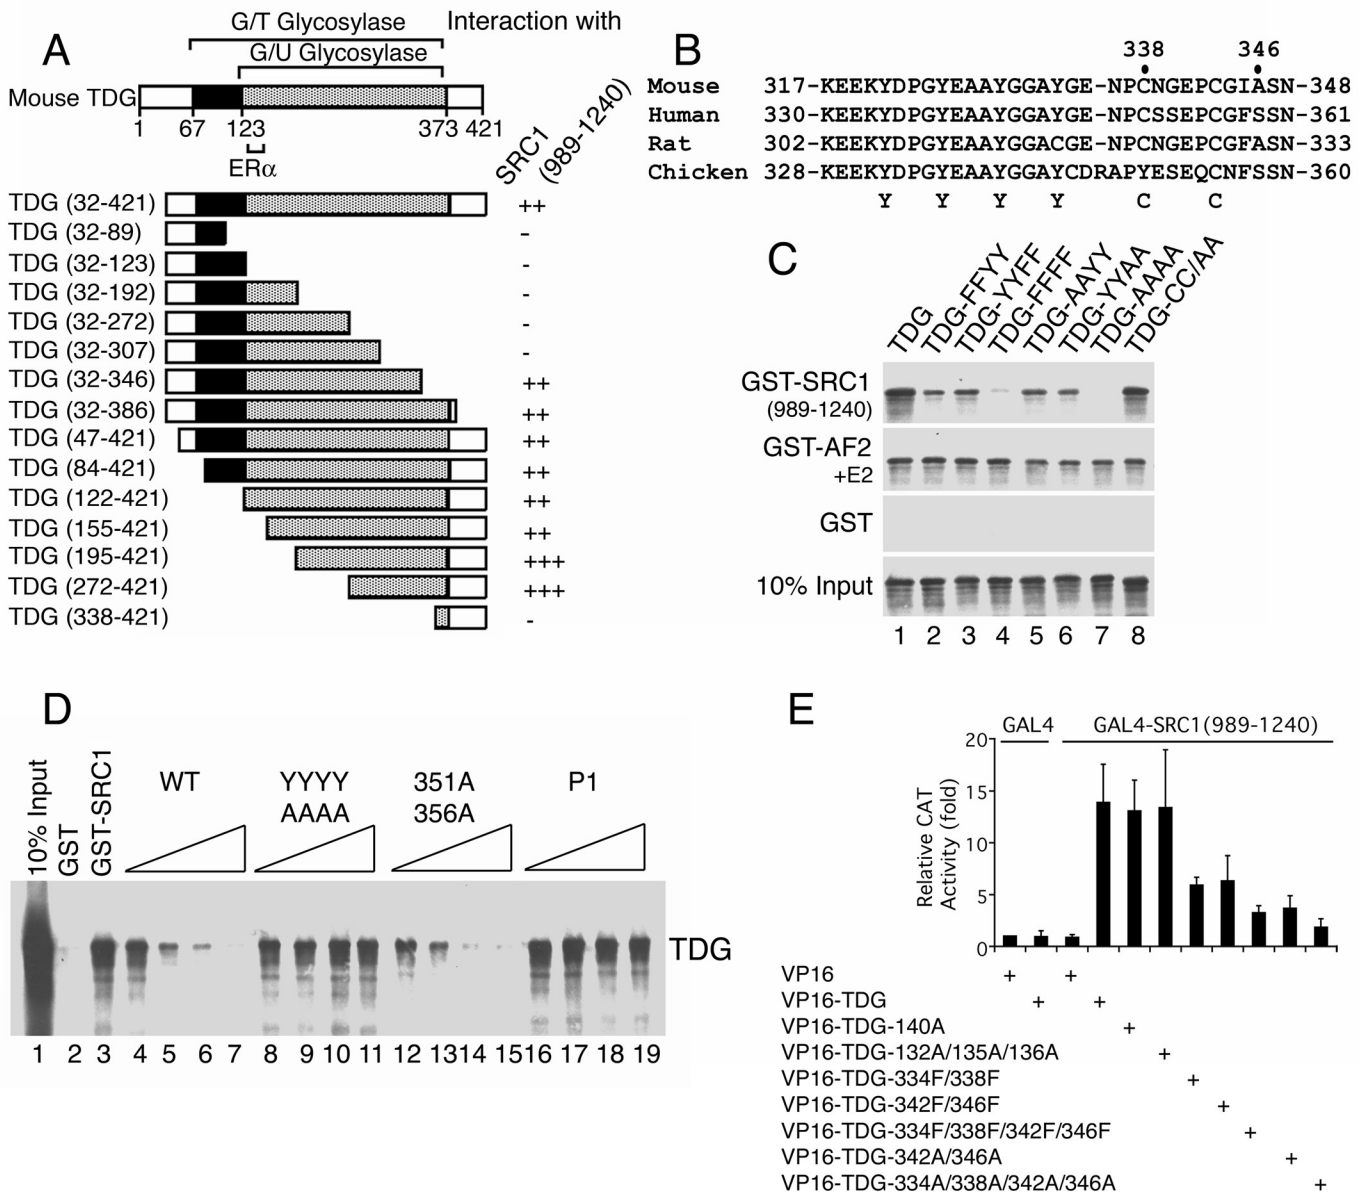 A
G/T Glycosylase
Interaction with
G/U Glycosylase
Mouse TDG
1 67 123 373 421
ERα
SRC1
(989-1240)
TDG (32-421) ++
TDG (32-89) -
TDG (32-123) -
TDG (32-192) -
TDG (32-272) -
TDG (32-307) -
TDG (32-346) ++
TDG (32-386) ++
TDG (47-421) ++
TDG (84-421) ++
TDG (122-421) ++
TDG (155-421) ++
TDG (195-421) +++
TDG (272-421) +++
TDG (338-421) -
B
338 346
Mouse 317-KEEKYDPGYEAAYGGAYGE-NPCNGEPCGIASN-348
Human 330-KEEKYDPGYEAAYGGAYGE-NPCSSEPCGFSSN-361
Rat 302-KEEKYDPGYEAAYGGACGE-NPCNGEPCGFASN-333
Chicken 328-KEEKYDPGYEAAYGGAYCDRAPYESEQCNFSSN-360
Y Y Y Y C C
C
TDG
TDG-FFYY
TDG-YYFF
TDG-FFFF
TDG-AAYY
TDG-YYAA
TDG-AAAA
TDG-CC/AA
GST-SRC1
(989-1240)
GST-AF2
+E2
GST
10% Input
1 2 3 4 5 6 7 8
D
10% Input
GST
GST-SRC1
WT
YYYY
AAAA
351A
356A
P1
TDG
1 2 3 4 5 6 7 8 9 10 11 12 13 14 15 16 17 18 19
E
GAL4 GAL4-SRC1(989-1240)
Relative CAT
Activity (fold)
20
15
10
5
0
VP16 + +
VP16-TDG + +
VP16-TDG-140A +
VP16-TDG-132A/135A/136A +
VP16-TDG-334F/338F +
VP16-TDG-342F/346F +
VP16-TDG-334F/338F/342F/346F +
VP16-TDG-342A/346A +
VP16-TDG-334A/338A/342A/346A +